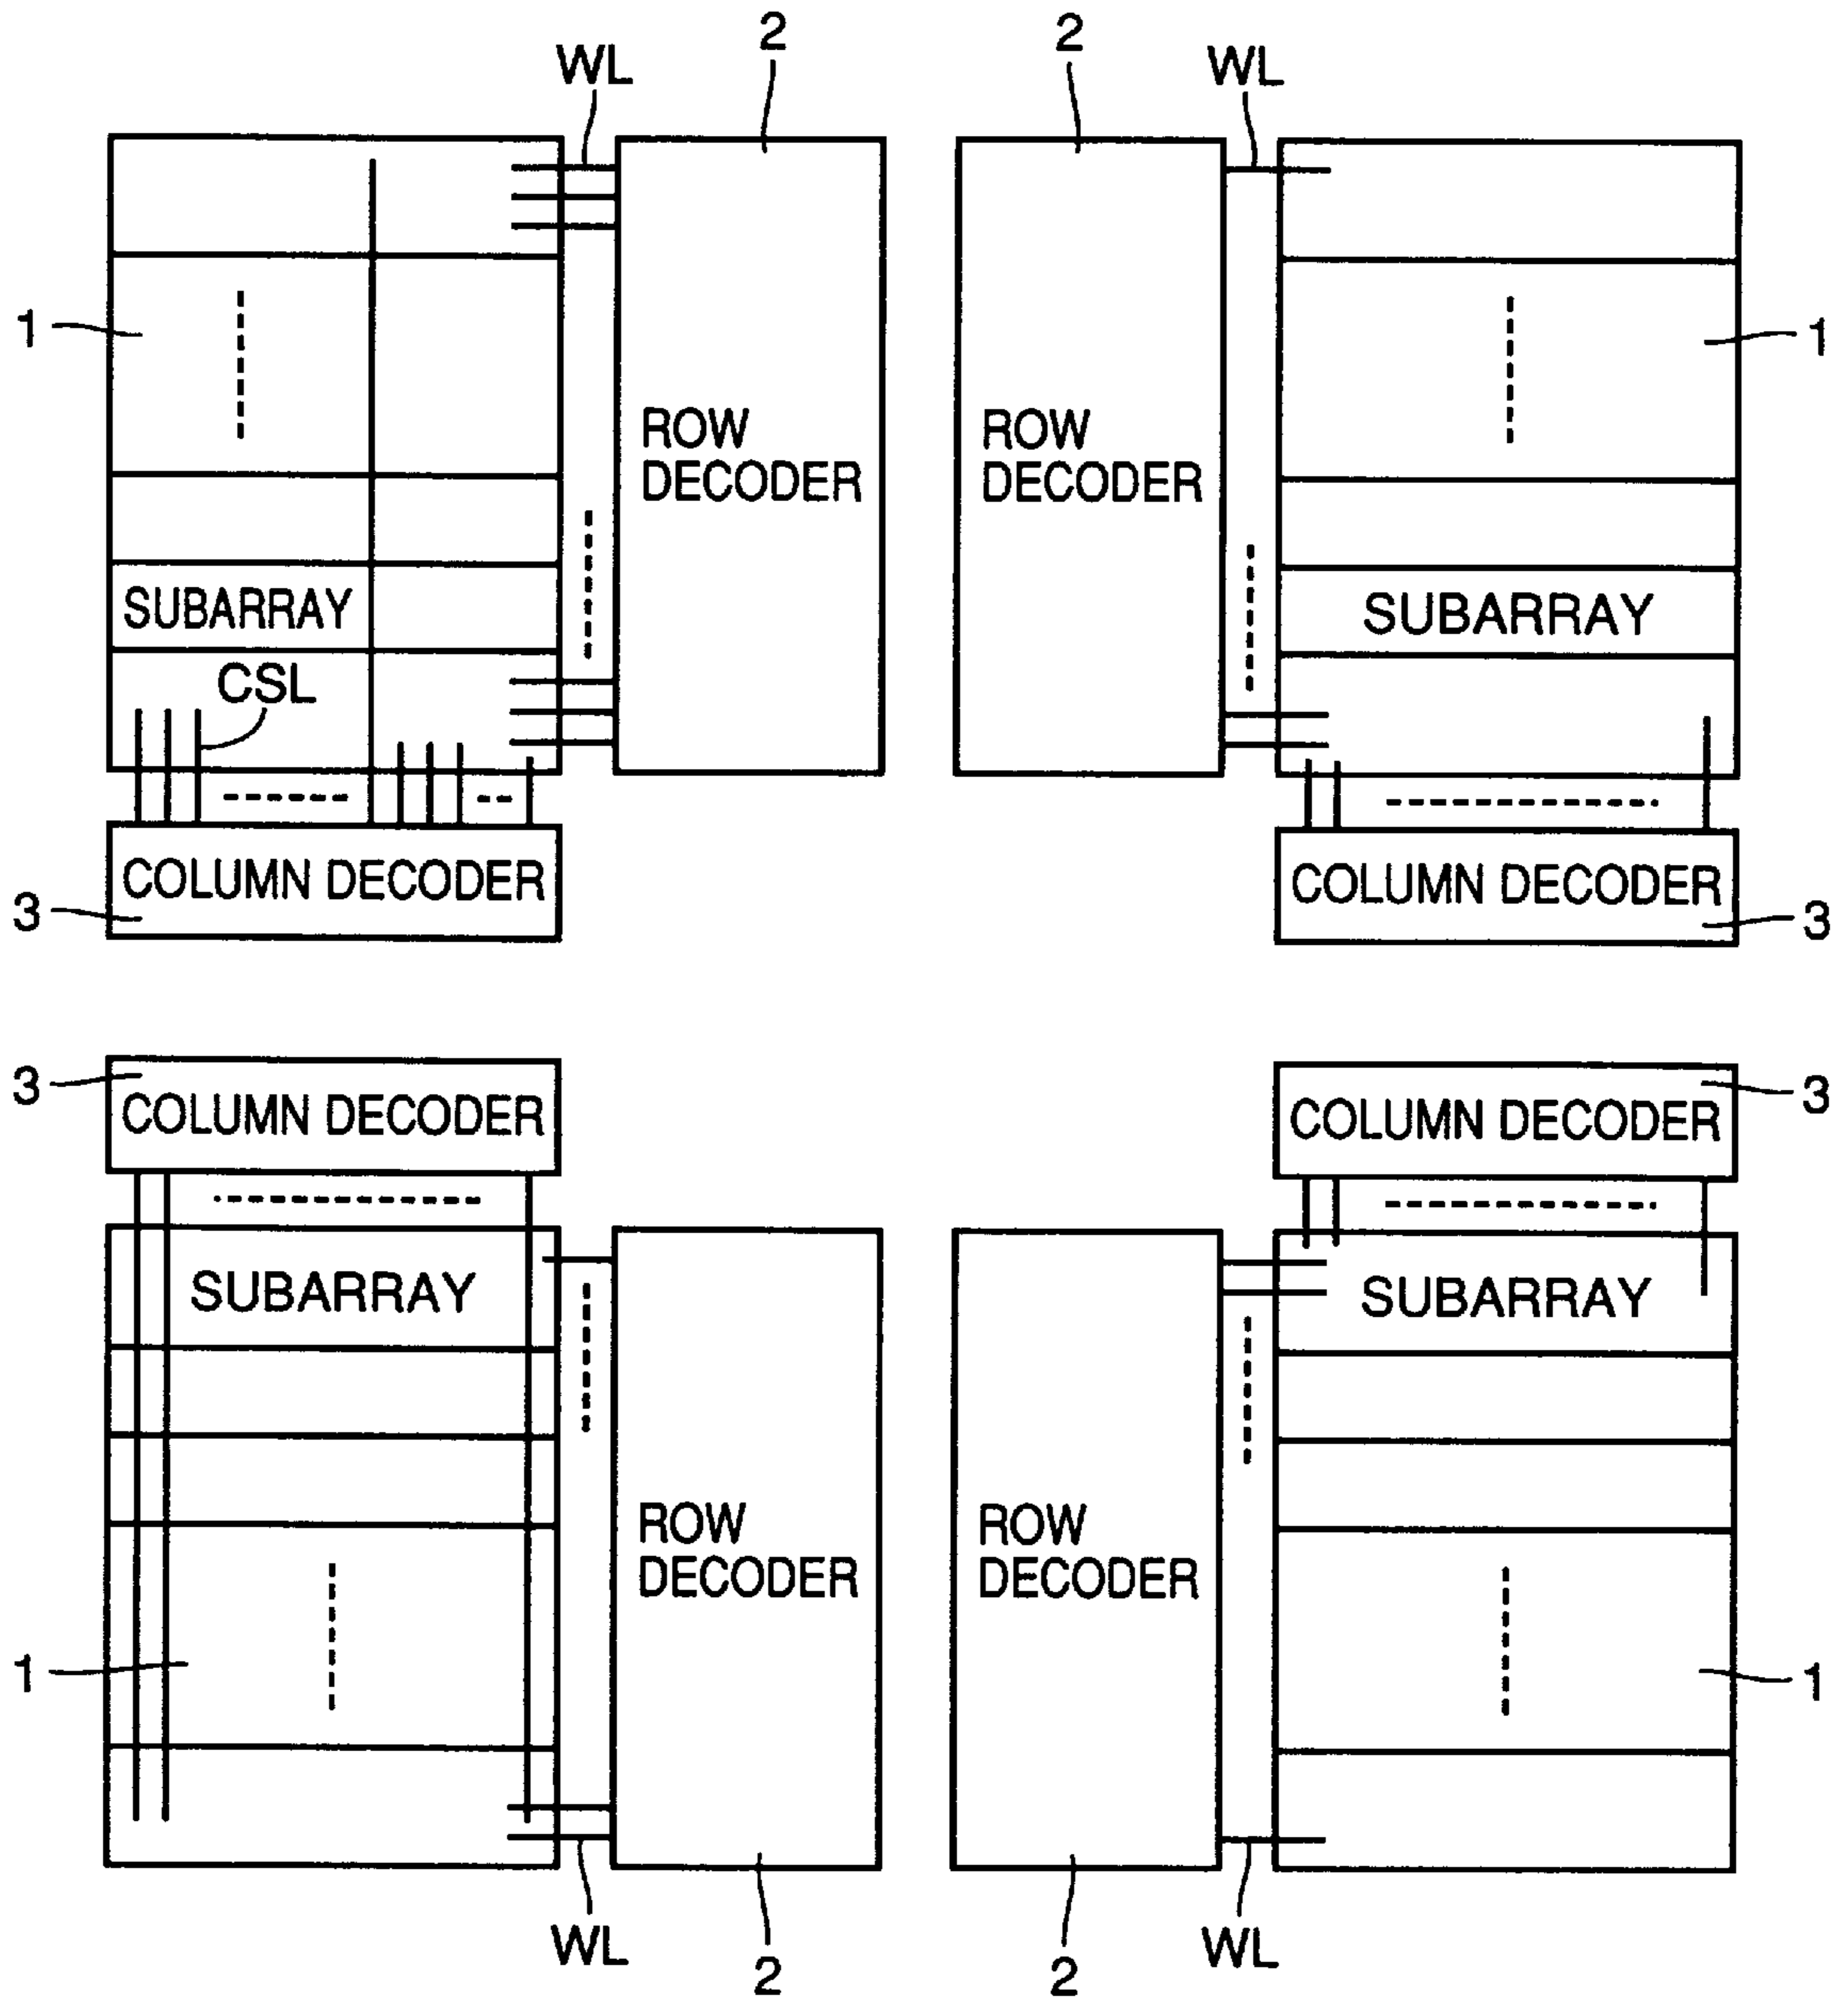 2
2
WL
WL
1
1
ROW
DECODER
ROW
DECODER
SUBARRAY
SUBARRAY
CSL
COLUMN DECODER
COLUMN DECODER
3
3
3
COLUMN DECODER
COLUMN DECODER
3
SUBARRAY
SUBARRAY
ROW
DECODER
ROW
DECODER
1
1
WL
WL
2
2